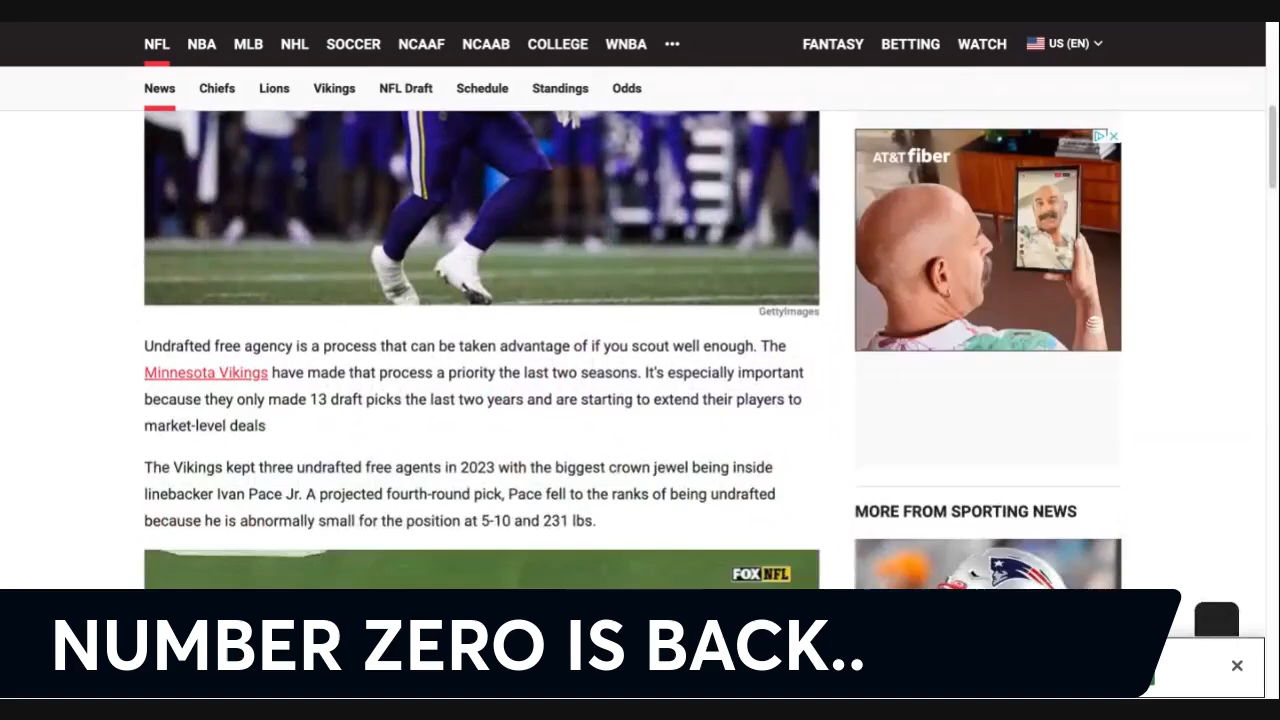 NFL NBA MLB NHL SOCCER NCAAF NCAAB COLLEGE WNBA ••• FANTASY BETTING WATCH US (EN)
News Chiefs Lions Vikings NFL Draft Schedule Standings Odds
AT&T fiber
GettyImages
Undrafted free agency is a process that can be taken advantage of if you scout well enough. The
Minnesota Vikings have made that process a priority the last two seasons. It's especially important
because they only made 13 draft picks the last two years and are starting to extend their players to
market-level deals
The Vikings kept three undrafted free agents in 2023 with the biggest crown jewel being inside
linebacker Ivan Pace Jr. A projected fourth-round pick, Pace fell to the ranks of being undrafted
because he is abnormally small for the position at 5-10 and 231 lbs.
MORE FROM SPORTING NEWS
FOX NFL
NUMBER ZERO IS BACK..